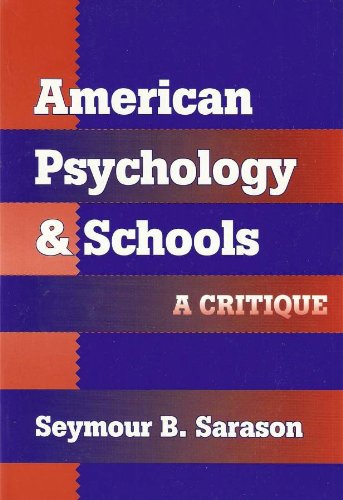 American
Psychology
& Schools
A CRITIQUE
Seymour B. Sarason